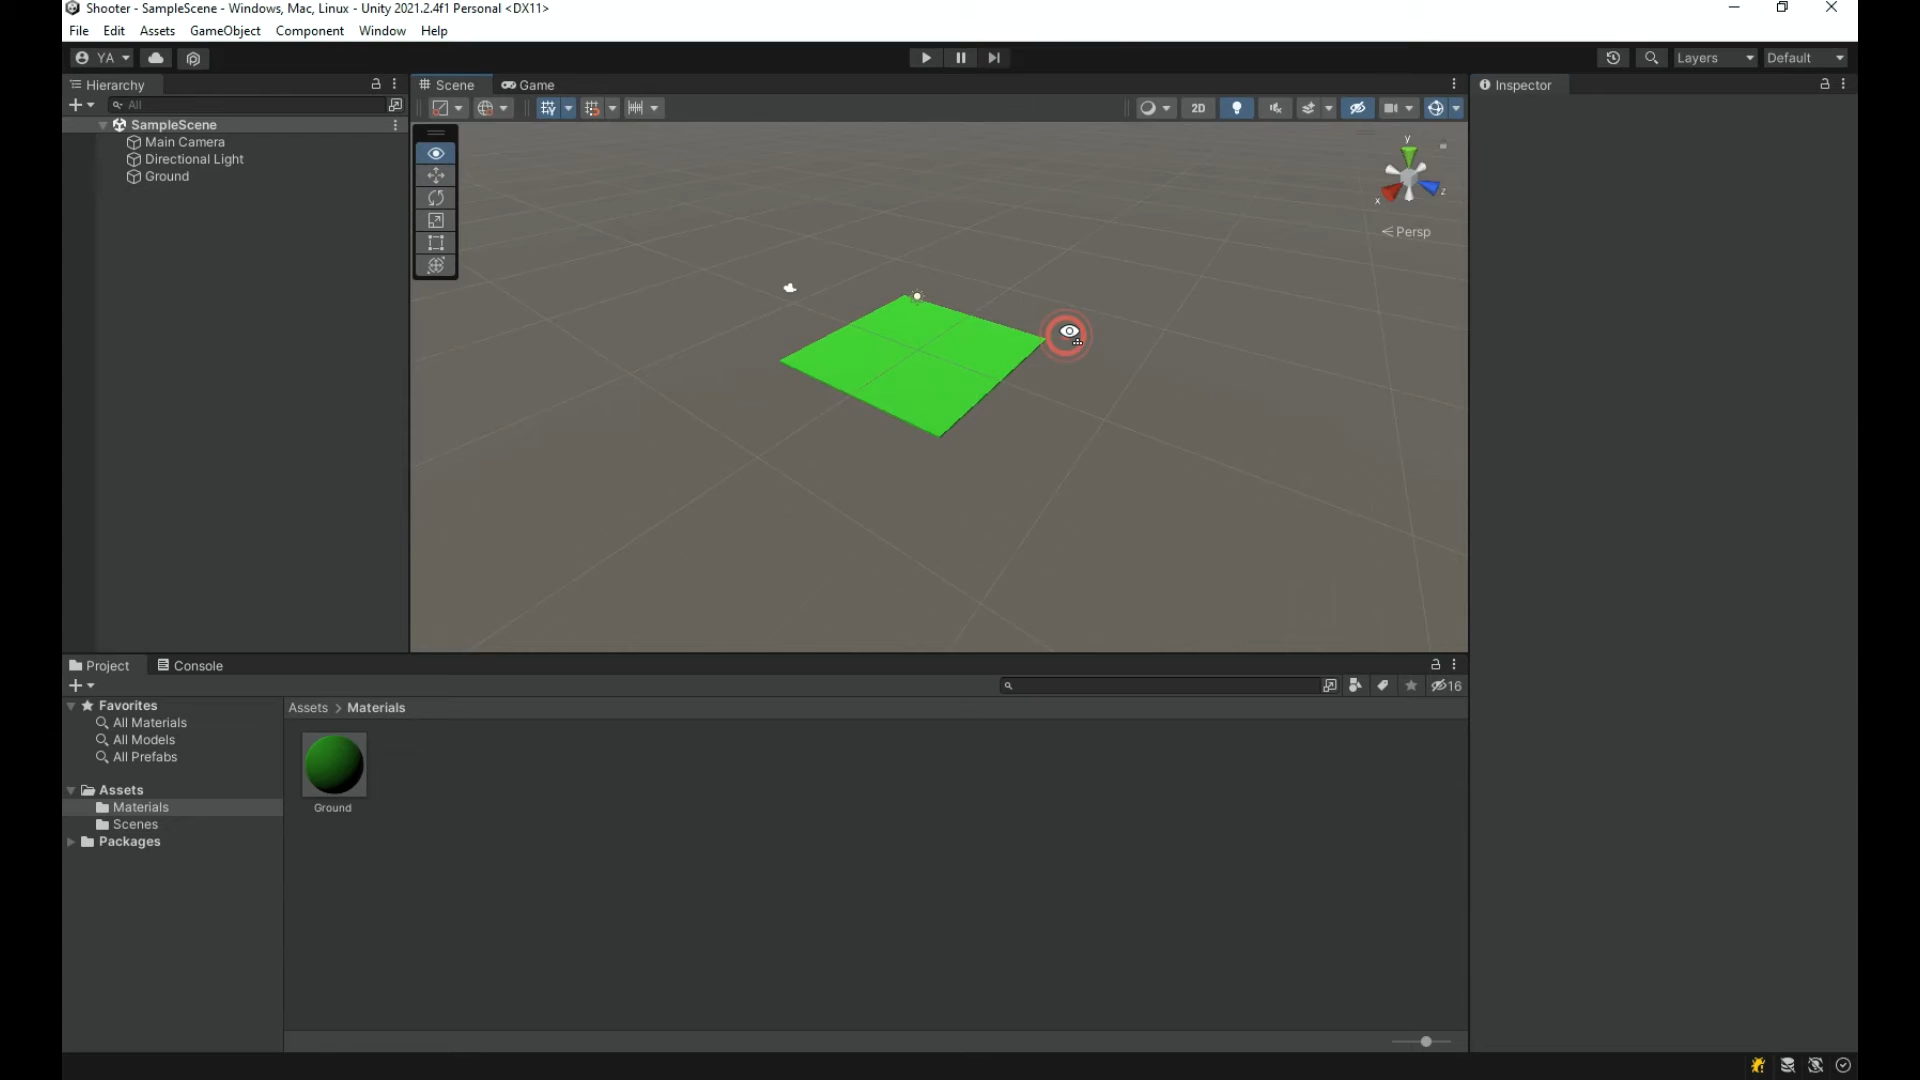 Shooter - SampleScene - Windows, Mac, Linux - Unity 2021.2.4f1 Personal <DX11>
File Edit Assets GameObject Component Window Help
YA Layers Default
Hierarchy
All
SampleScene
Main Camera
Directional Light
Ground
Scene Game
2D
y
x
z
Persp
Inspector
Project Console
16
Favorites
All Materials
All Models
All Prefabs
Assets
Materials
Scenes
Packages
Assets > Materials
Ground